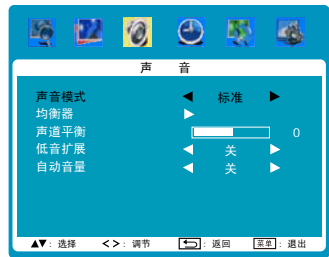 声 音
声音模式 ◀ 标准 ▶
均衡器 ▶
声道平衡 0
低音扩展 ◀ 关 ▶
自动音量 ◀ 关 ▶
▲▼: 选择 < >: 调节 : 返回 菜单: 退出